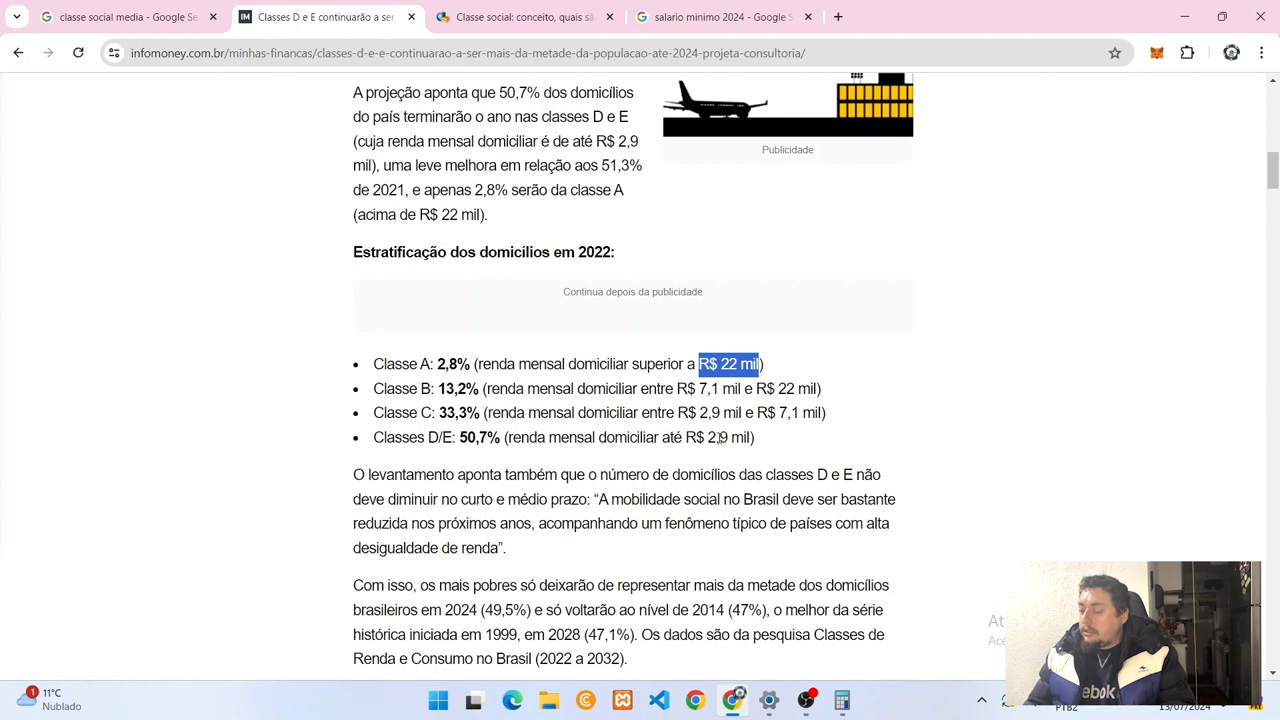 classe social media - Google Se
Classes D e E continuarão a ser
Classe social: conceito, quais sã
salario minimo 2024 - Google S
infomoney.com.br/minhas-financas/classes-d-e-e-continuarao-a-ser-mais-da-metade-da-populacao-ate-2024-projeta-consultoria/
A projeção aponta que 50,7% dos domicílios
do país terminarão o ano nas classes D e E
(cuja renda mensal domiciliar é de até R$ 2,9
mil), uma leve melhora em relação aos 51,3%
de 2021, e apenas 2,8% serão da classe A
(acima de R$ 22 mil).
Publicidade
Estratificação dos domicílios em 2022:
Continua depois da publicidade
• Classe A: 2,8% (renda mensal domiciliar superior a R$ 22 mil)
• Classe B: 13,2% (renda mensal domiciliar entre R$ 7,1 mil e R$ 22 mil)
• Classe C: 33,3% (renda mensal domiciliar entre R$ 2,9 mil e R$ 7,1 mil)
• Classes D/E: 50,7% (renda mensal domiciliar até R$ 2,9 mil)
O levantamento aponta também que o número de domicílios das classes D e E não
deve diminuir no curto e médio prazo: “A mobilidade social no Brasil deve ser bastante
reduzida nos próximos anos, acompanhando um fenômeno típico de países com alta
desigualdade de renda”.
Com isso, os mais pobres só deixarão de representar mais da metade dos domicílios
brasileiros em 2024 (49,5%) e só voltarão ao nível de 2014 (47%), o melhor da série
histórica iniciada em 1999, em 2028 (47,1%). Os dados são da pesquisa Classes de
Renda e Consumo no Brasil (2022 a 2032).
At
Ace
ebok
1
11°C
Nublado
PTB2
13/07/2024